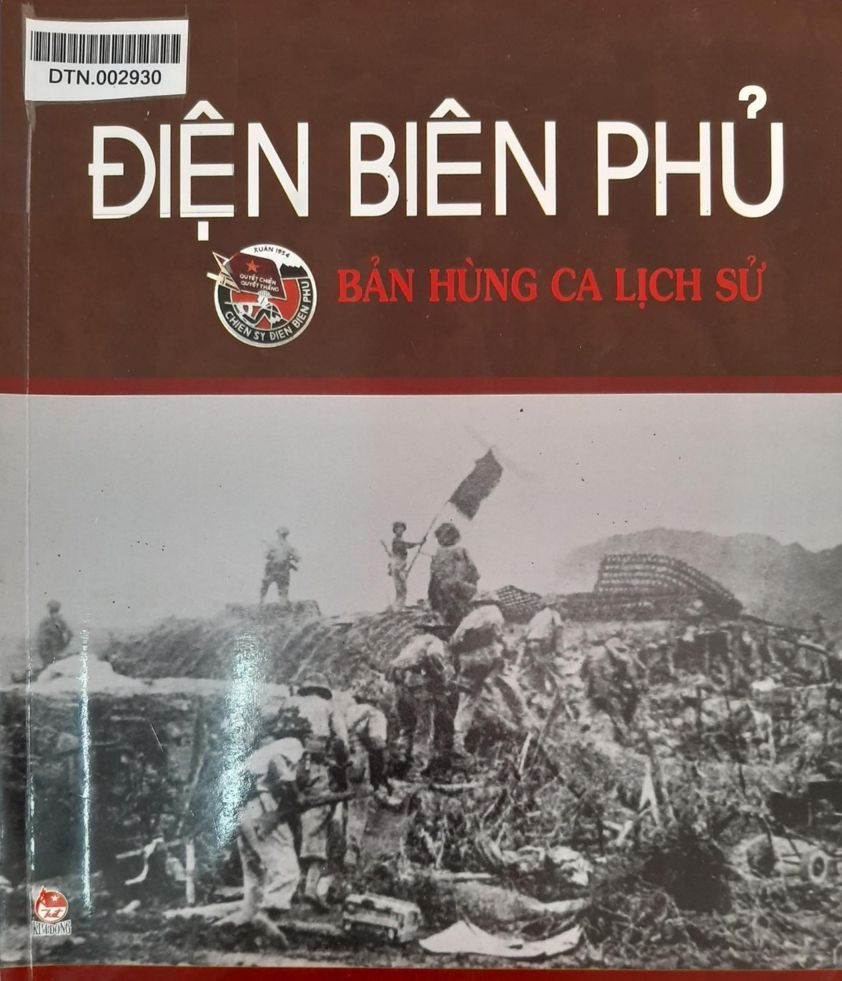 DTN.002930
ĐIỆN BIÊN PHỦ
XUÂN 1954
QUYẾT CHIẾN
QUYẾT THẮNG
CHIẾN SỸ ĐIỆN BIÊN PHỦ
BẢN HÙNG CA LỊCH SỬ
KIM ĐỒNG